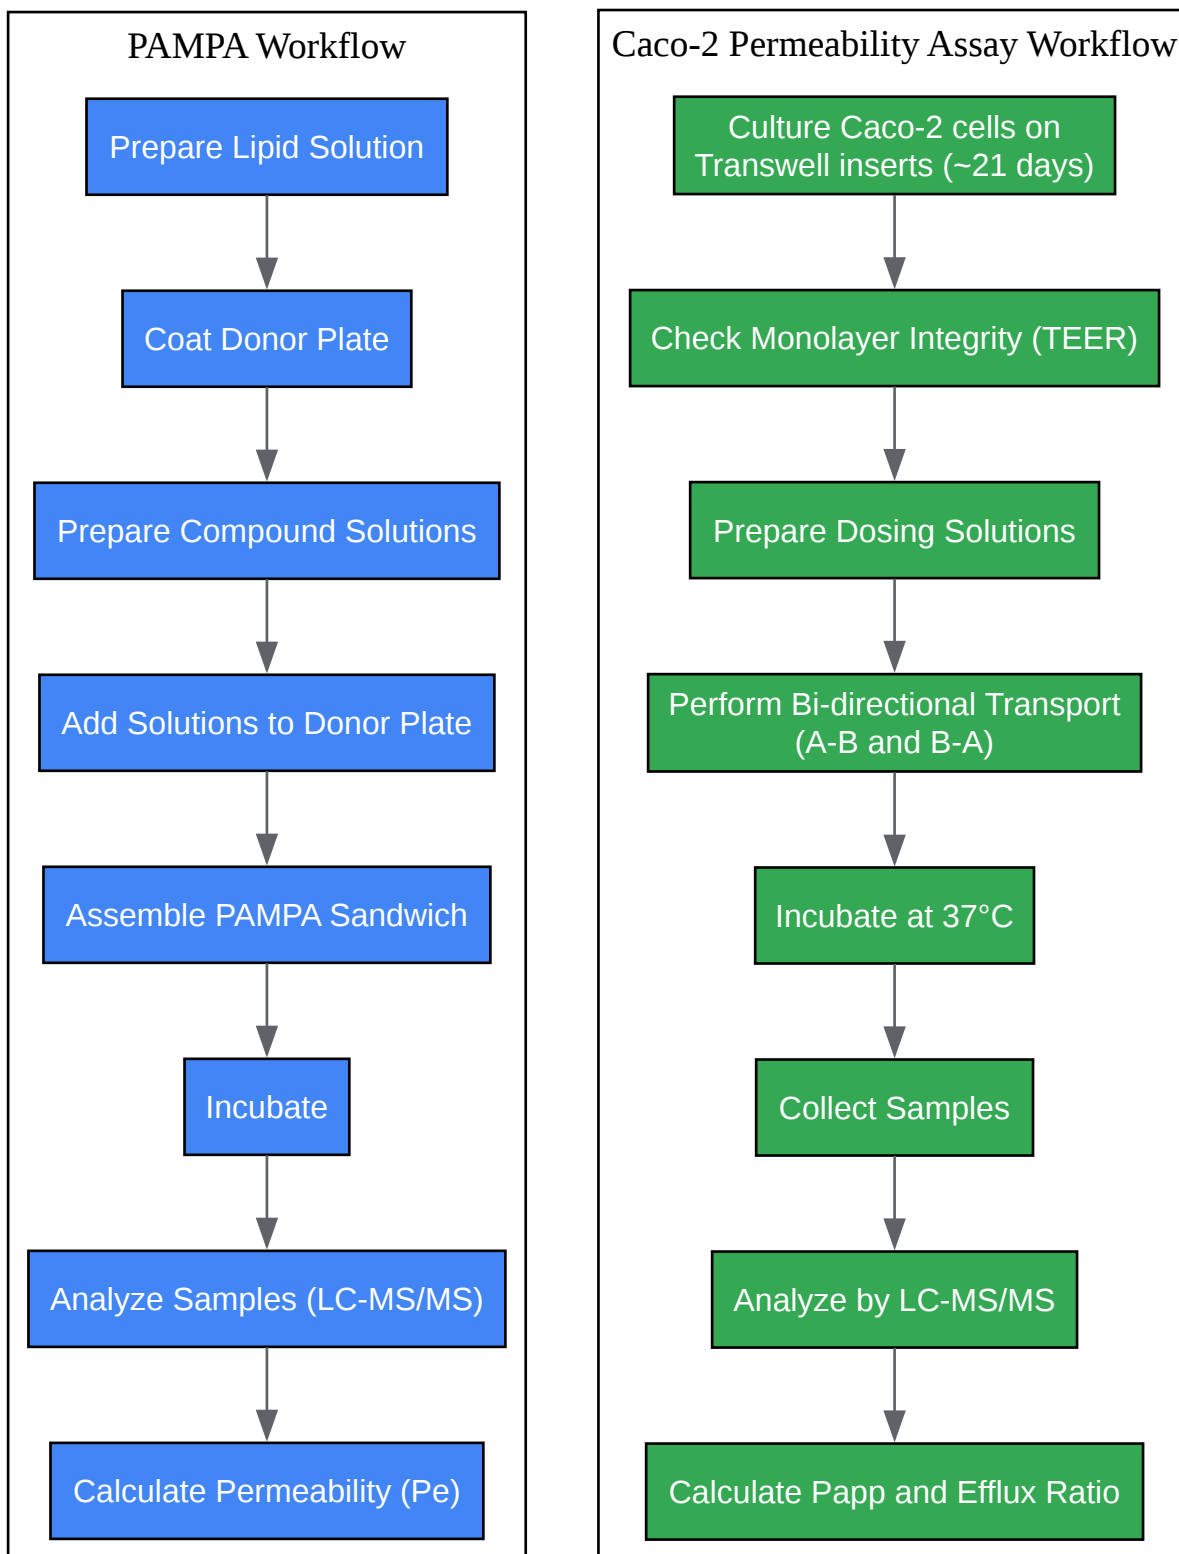 PAMPA Workflow
Prepare Lipid Solution
Coat Donor Plate
Prepare Compound Solutions
Add Solutions to Donor Plate
Assemble PAMPA Sandwich
Incubate
Analyze Samples (LC-MS/MS)
Calculate Permeability (Pe)
Caco-2 Permeability Assay Workflow
Culture Caco-2 cells on
Transwell inserts (~21 days)
Check Monolayer Integrity (TEER)
Prepare Dosing Solutions
Perform Bi-directional Transport
(A-B and B-A)
Incubate at 37°C
Collect Samples
Analyze by LC-MS/MS
Calculate Papp and Efflux Ratio